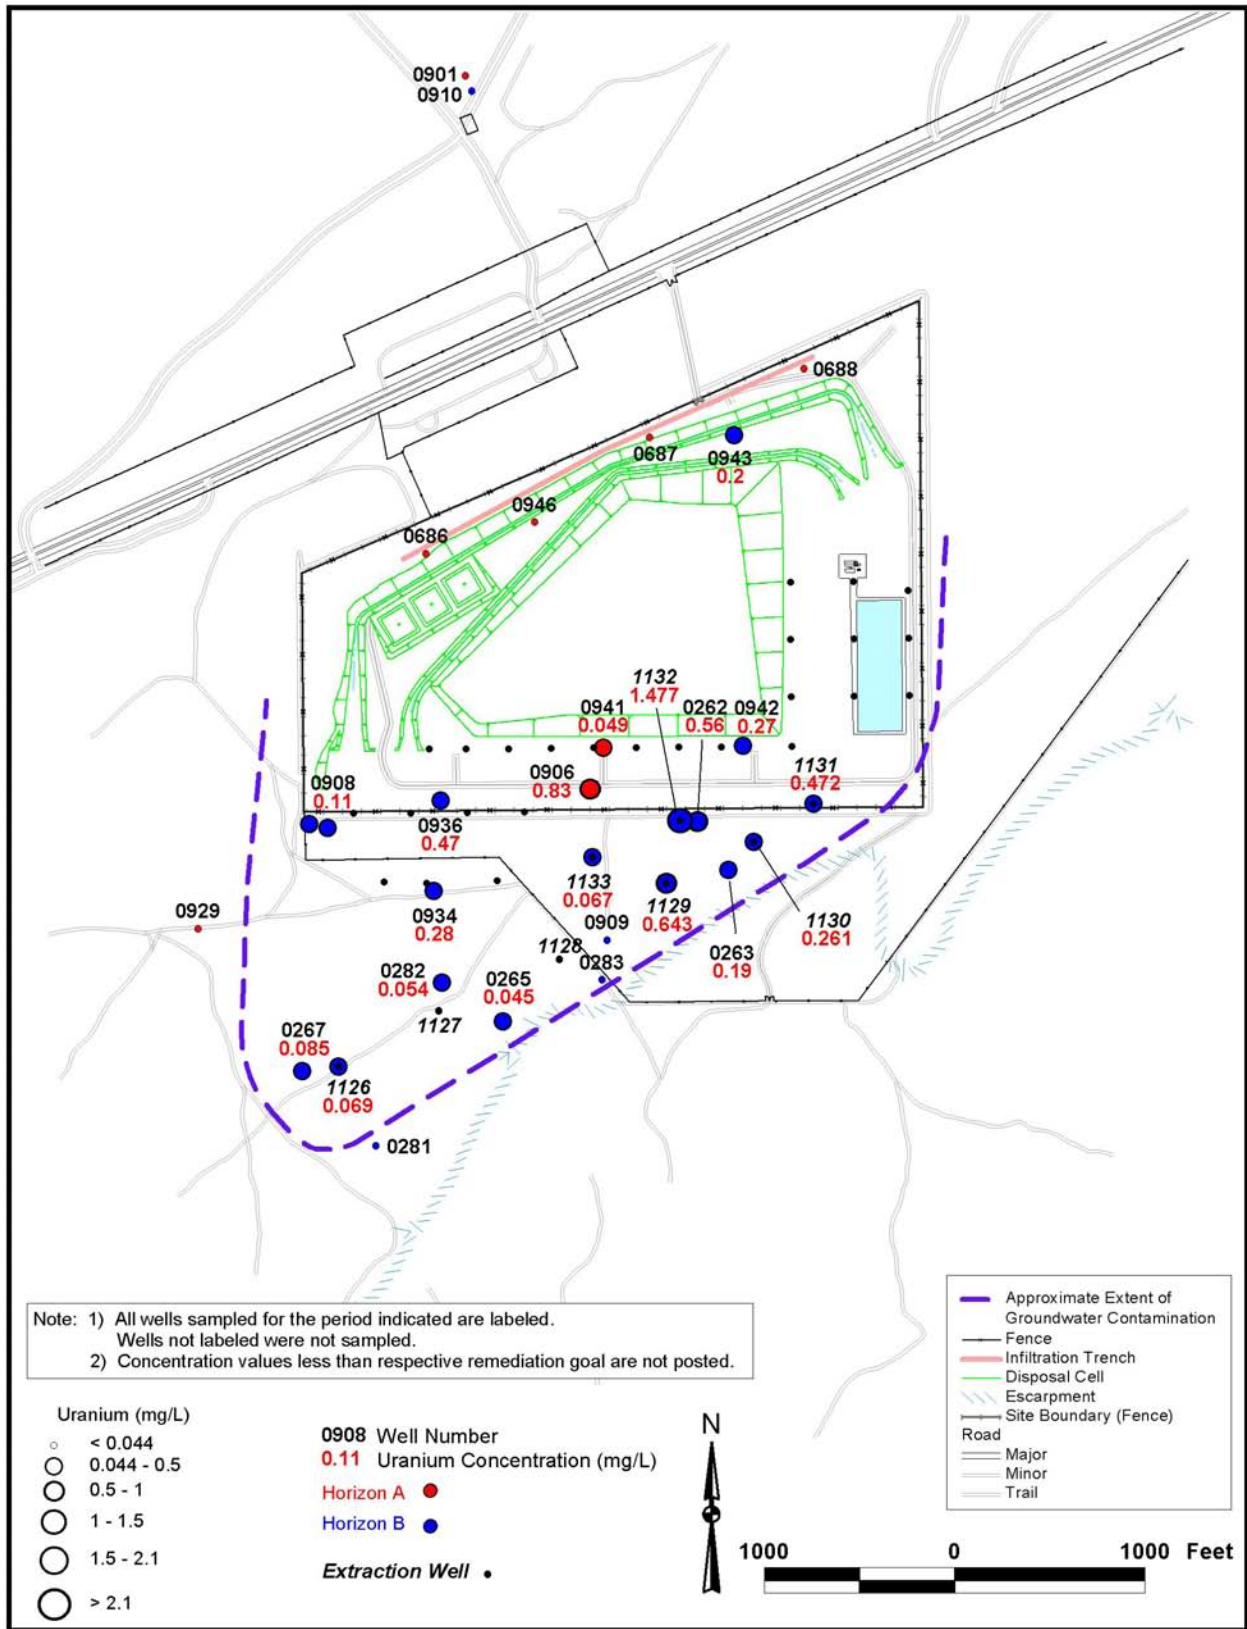 0901
0910
0688
0687
0943
0.2
0946
0686
1132
1.477
0941
0.049
0262
0.56
0942
0.27
1131
0.472
0906
0.83
0908
0.11
0936
0.47
1133
0.067
1129
0.643
1130
0.261
0263
0.19
0929
0934
0.28
0909
1128
0283
0282
0.054
0265
0.045
1127
0267
0.085
1126
0.069
0281
Note: 1) All wells sampled for the period indicated are labeled.
Wells not labeled were not sampled.
2) Concentration values less than respective remediation goal are not posted.
Uranium (mg/L)
< 0.044
0.044 - 0.5
0.5 - 1
1 - 1.5
1.5 - 2.1
> 2.1
0908 Well Number
0.11 Uranium Concentration (mg/L)
Horizon A
Horizon B
Extraction Well
N
1000 0 1000 Feet
Approximate Extent of
Groundwater Contamination
Fence
Infiltration Trench
Disposal Cell
Escarpment
Site Boundary (Fence)
Road
Major
Minor
Trail